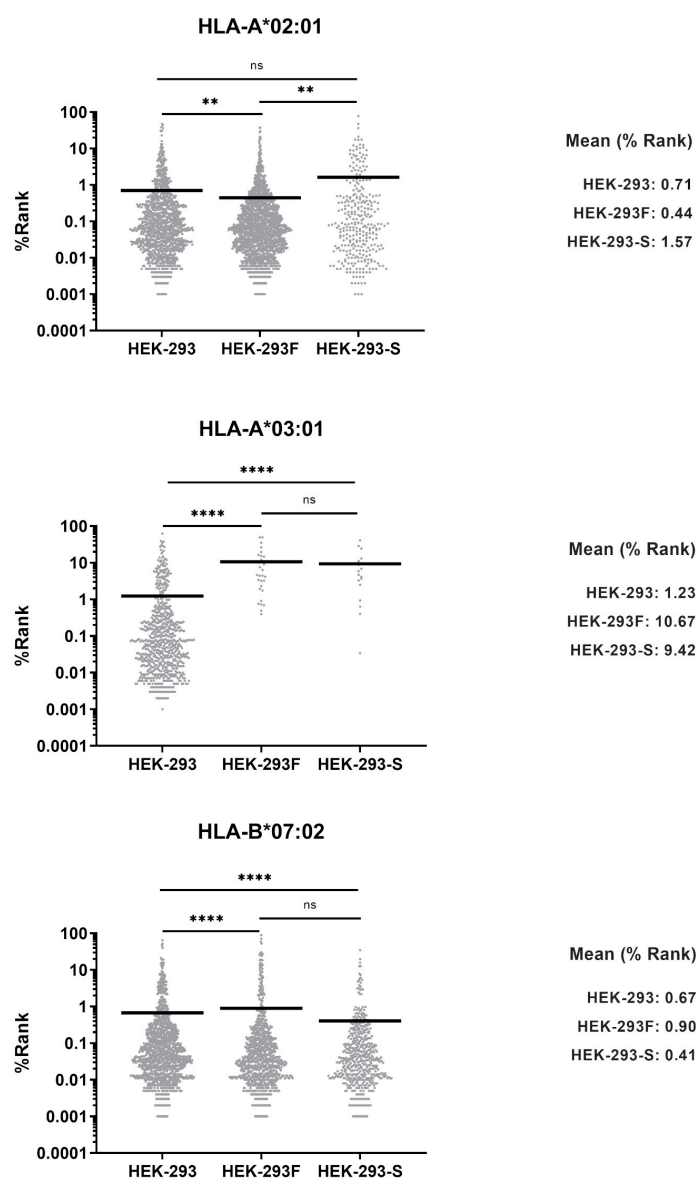 HLA-A*02:01
ns
**
**
Mean (% Rank)
HEK-293: 0.71
HEK-293F: 0.44
HEK-293-S: 1.57
%Rank
100
10
1
0.1
0.01
0.001
0.0001
HEK-293 HEK-293F HEK-293-S
HLA-A*03:01
****
ns
****
Mean (% Rank)
HEK-293: 1.23
HEK-293F: 10.67
HEK-293-S: 9.42
%Rank
100
10
1
0.1
0.01
0.001
0.0001
HEK-293 HEK-293F HEK-293-S
HLA-B*07:02
****
ns
****
Mean (% Rank)
HEK-293: 0.67
HEK-293F: 0.90
HEK-293-S: 0.41
%Rank
100
10
1
0.1
0.01
0.001
0.0001
HEK-293 HEK-293F HEK-293-S